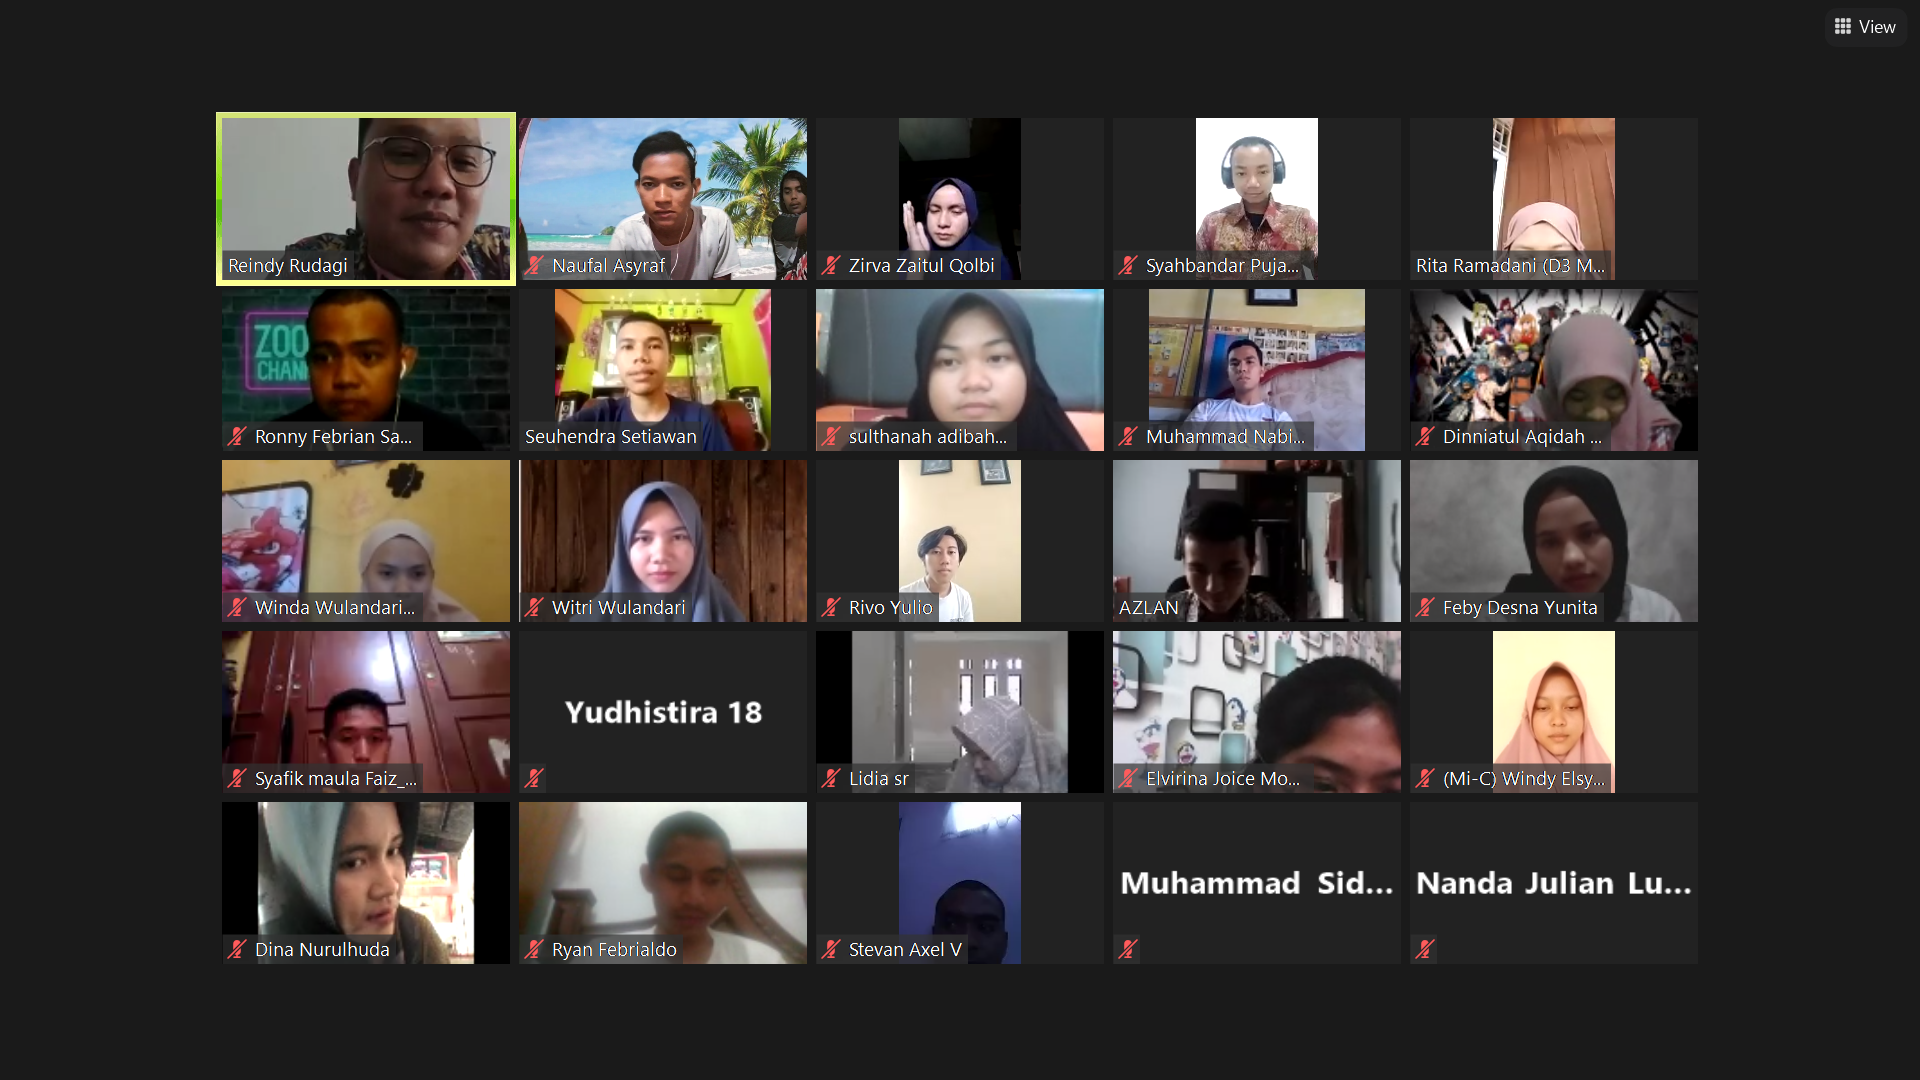 View
Reindy Rudagi
Naufal Asyraf
Zirva Zaitul Qolbi
Syahbandar Puja...
Rita Ramadani (D3 M...
ZOO
CHAN
Ronny Febrian Sa...
Seuhendra Setiawan
sulthanah adibah...
Muhammad Nabi...
Dinniatul Aqidah ...
Winda Wulandari...
Witri Wulandari
Rivo Yulio
AZLAN
Feby Desna Yunita
Syafik maula Faiz_...
Yudhistira 18
Lidia sr
Elvirina Joice Mo...
(Mi-C) Windy Elsy...
Dina Nurulhuda
Ryan Febrialdo
Stevan Axel V
Muhammad Sid...
Nanda Julian Lu...